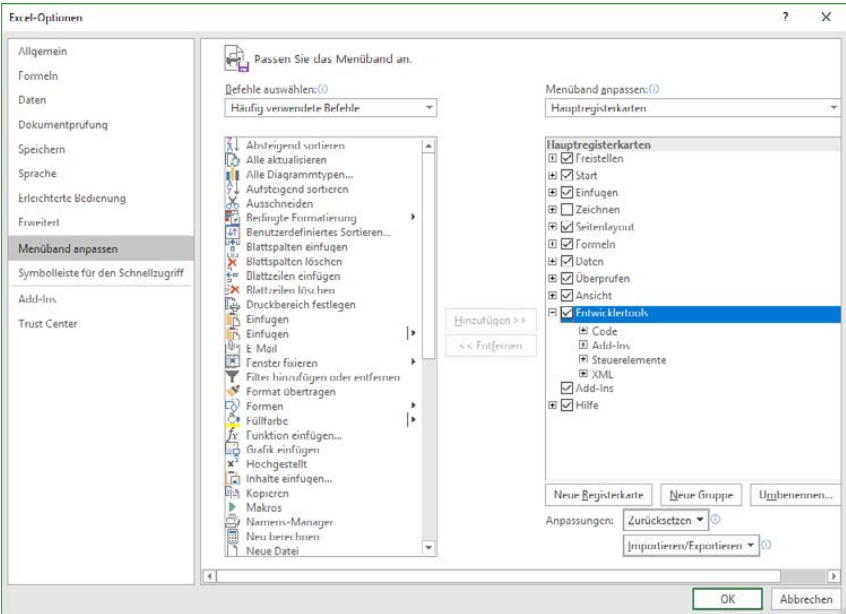 Excel-Optionen
?
X
Allgemein
Formeln
Daten
Dokumentprüfung
Speichern
Sprache
Erleichterte Bedienung
Erweitert
Menüband anpassen
Symbolleiste für den Schnellzugriff
Add-Ins
Trust Center
Passen Sie das Menüband an.
Befehle auswählen:
Häufig verwendete Befehle
Absteigend sortieren
Alle aktualisieren
Alle Diagrammtypen...
Aufsteigend sortieren
Ausschneiden
Bedingte Formatierung
Benutzerdefiniertes Sortieren...
Blattspalten einfügen
Blattspalten löschen
Blattzeilen einfügen
Blattzeilen löschen
Druckbereich festlegen
Einfügen
Einfügen
E-Mail
Fenster fixieren
Filter hinzufügen oder entfernen
Format übertragen
Formen
Füllfarbe
Funktion einfügen...
Grafik einfügen
Hochgestellt
Inhalte einfügen...
Kopieren
Makros
Namens-Manager
Neu berechnen
Neue Datei
Hinzufügen >>
<< Entfernen
Menüband anpassen:
Hauptregisterkarten
Hauptregisterkarten
Freistellen
Start
Einfügen
Zeichnen
Seitenlayout
Formeln
Daten
Überprüfen
Ansicht
Entwicklertools
Code
Add-Ins
Steuerelemente
XML
Add-Ins
Hilfe
Neue Registerkarte
Neue Gruppe
Umbenennen...
Anpassungen:
Zurücksetzen
Importieren/Exportieren
OK
Abbrechen